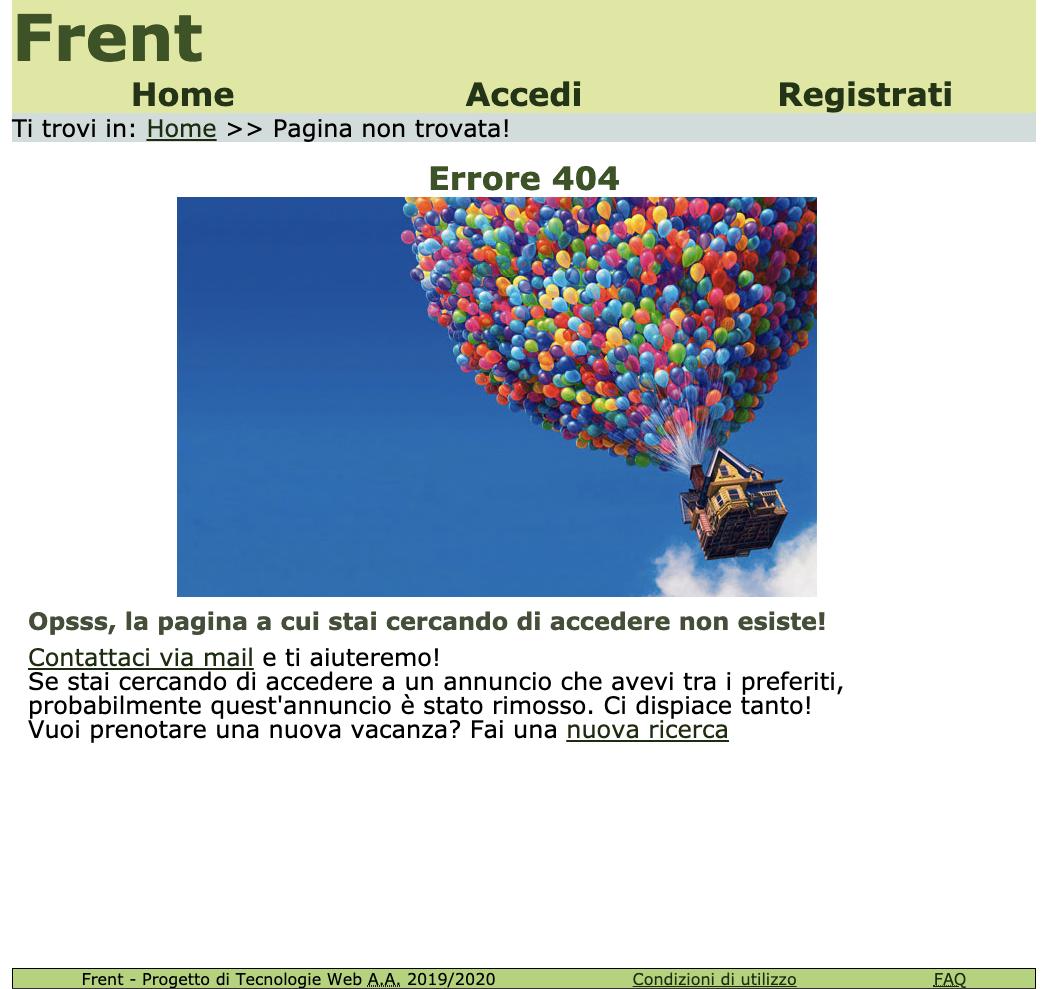 Frent
Home Accedi Registrati
Ti trovi in: Home >> Pagina non trovata!
Errore 404
Opsss, la pagina a cui stai cercando di accedere non esiste!
Contattaci via mail e ti aiuteremo!
Se stai cercando di accedere a un annuncio che avevi tra i preferiti,
probabilmente quest'annuncio è stato rimosso. Ci dispiace tanto!
Vuoi prenotare una nuova vacanza? Fai una nuova ricerca
Frent - Progetto di Tecnologie Web A.A. 2019/2020 Condizioni di utilizzo FAQ